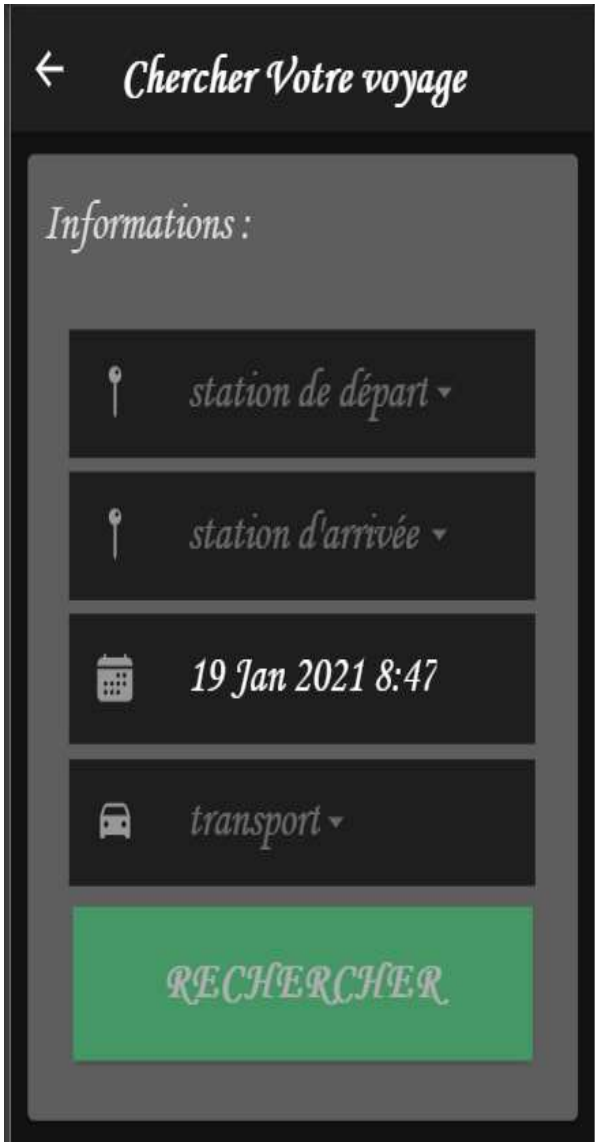 Chercher Votre voyage
Informations :
station de départ
station d'arrivée
19 Jan 2021 8:47
transport
RECHERCHER